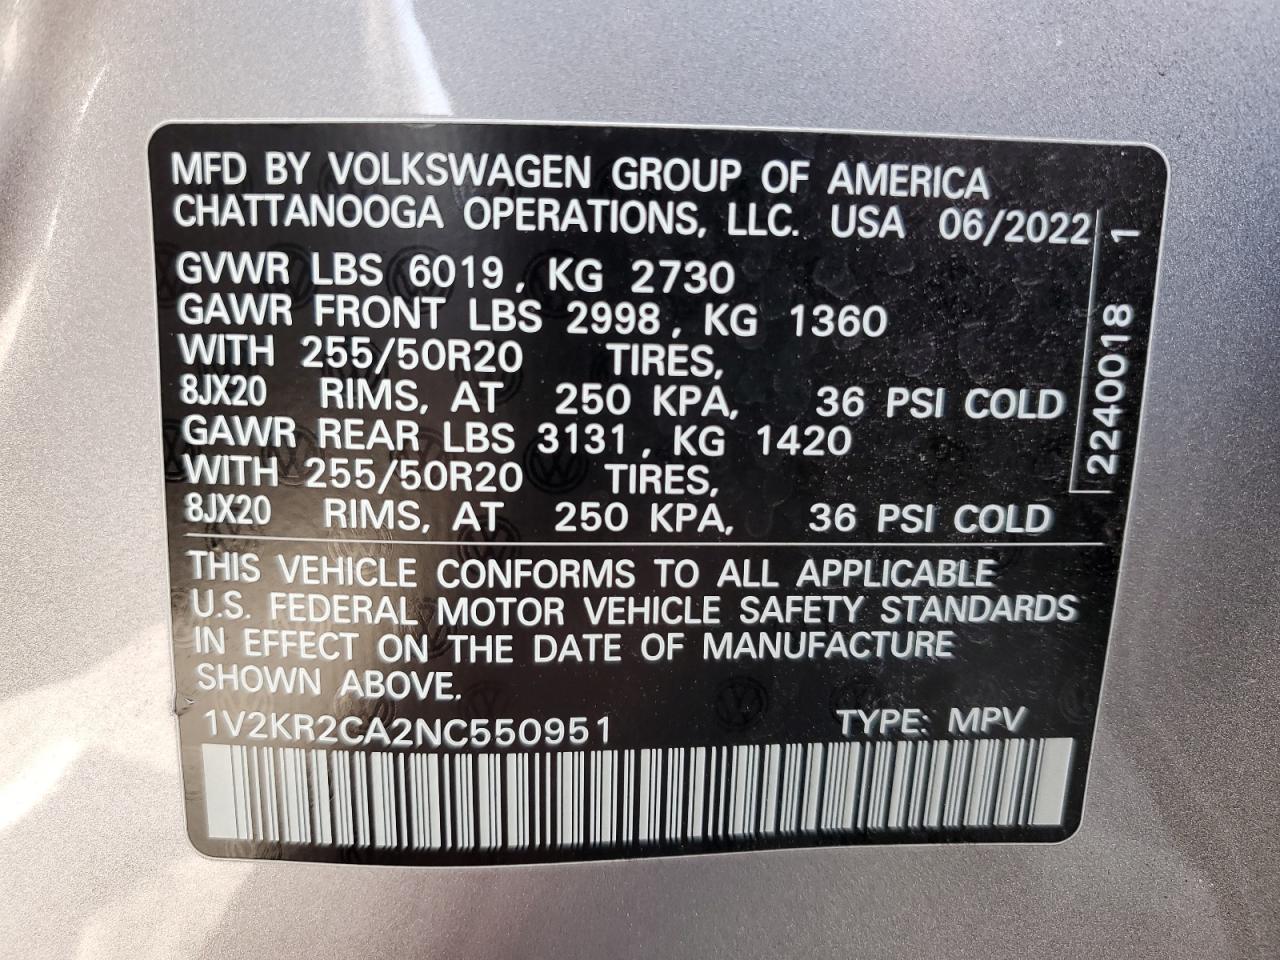 MFD BY VOLKSWAGEN GROUP OF AMERICA
CHATTANOOGA OPERATIONS, LLC. USA 06/2022
GVWR LBS 6019, KG 2730
GAWR FRONT LBS 2998, KG 1360
WITH 255/50R20 TIRES,
8JX20 RIMS, AT 250 KPA, 36 PSI COLD
GAWR REAR LBS 3131, KG 1420
WITH 255/50R20 TIRES,
8JX20 RIMS, AT 250 KPA, 36 PSI COLD
2240018 1
THIS VEHICLE CONFORMS TO ALL APPLICABLE
U.S. FEDERAL MOTOR VEHICLE SAFETY STANDARDS
IN EFFECT ON THE DATE OF MANUFACTURE
SHOWN ABOVE.
1V2KR2CA2NC550951 TYPE: MPV